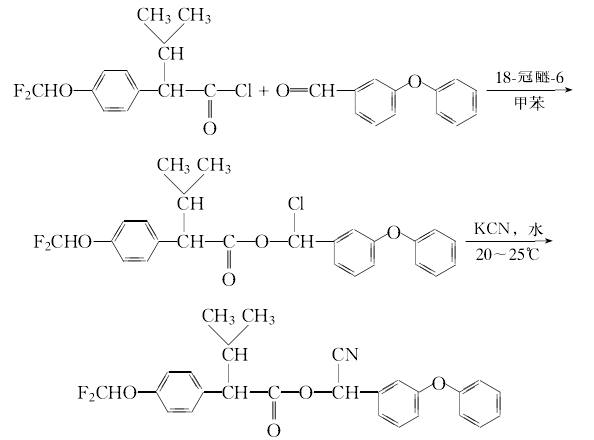 CH₃ CH₃
CH
F₂CHO— —CH—C—Cl + O=CH— —O— 18-冠醚-6
O 甲苯
CH₃ CH₃
CH Cl
F₂CHO— —CH—C—O—CH— —O— KCN，水
O 20～25℃
CH₃ CH₃
CH CN
F₂CHO— —CH—C—O—CH— —O—
O